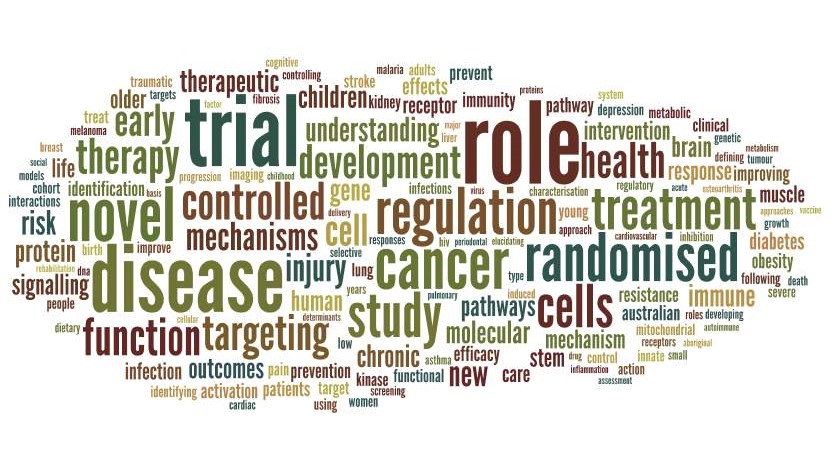 cognitive
traumatic therapeutic controlling stroke malaria adults effects prevent
older targets factor fibrosis children kidney receptor immunity proteins pathway system depression metabolic
treat early trial understanding major role intervention clinical
melanoma liver brain genetic
breast therapy development health defining metabolism tumour
social life progression imaging childhood response improving
models
cohort identification basis controlled gene infections virus characterisation regulatory acute osteoarthritis muscle
interactions novel delivery regulation young treatment approaches vaccine
risk mechanisms cell responses hiv periodontal elucidating approach cardiovascular inhibition growth
protein birth improve selective randomised diabetes
rehabilitation dna disease injury lung cancer type obesity
signalling years following death
people human pulmonary induced cells resistance immune severe
determinants study pathways australian roles developing
dietary cellular function targeting low molecular mechanism mitochondrial autoimmune
receptors aboriginal
chronic asthma efficacy stem drug control innate small
infection outcomes pain prevention kinase functional new care inflammation action
identifying activation patients target screening assessment
cardiac using women